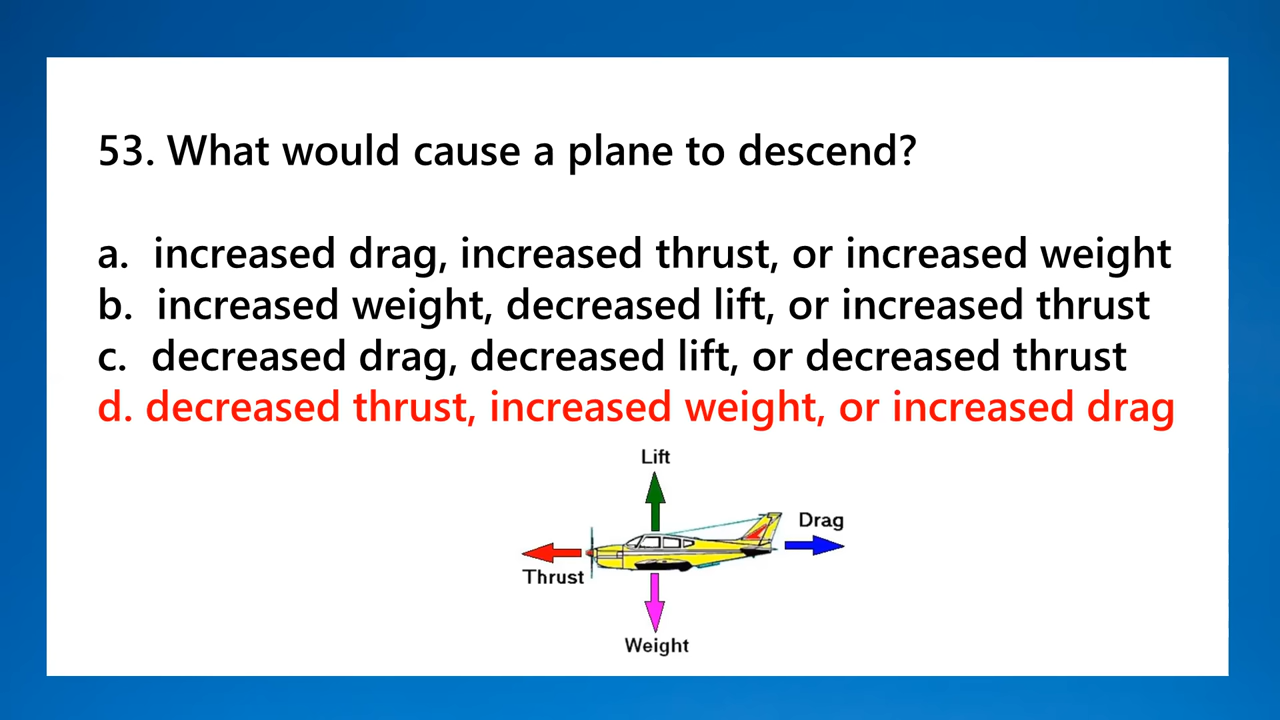 53. What would cause a plane to descend?
a. increased drag, increased thrust, or increased weight
b. increased weight, decreased lift, or increased thrust
c. decreased drag, decreased lift, or decreased thrust
d. decreased thrust, increased weight, or increased drag
Lift
Drag
Thrust
Weight